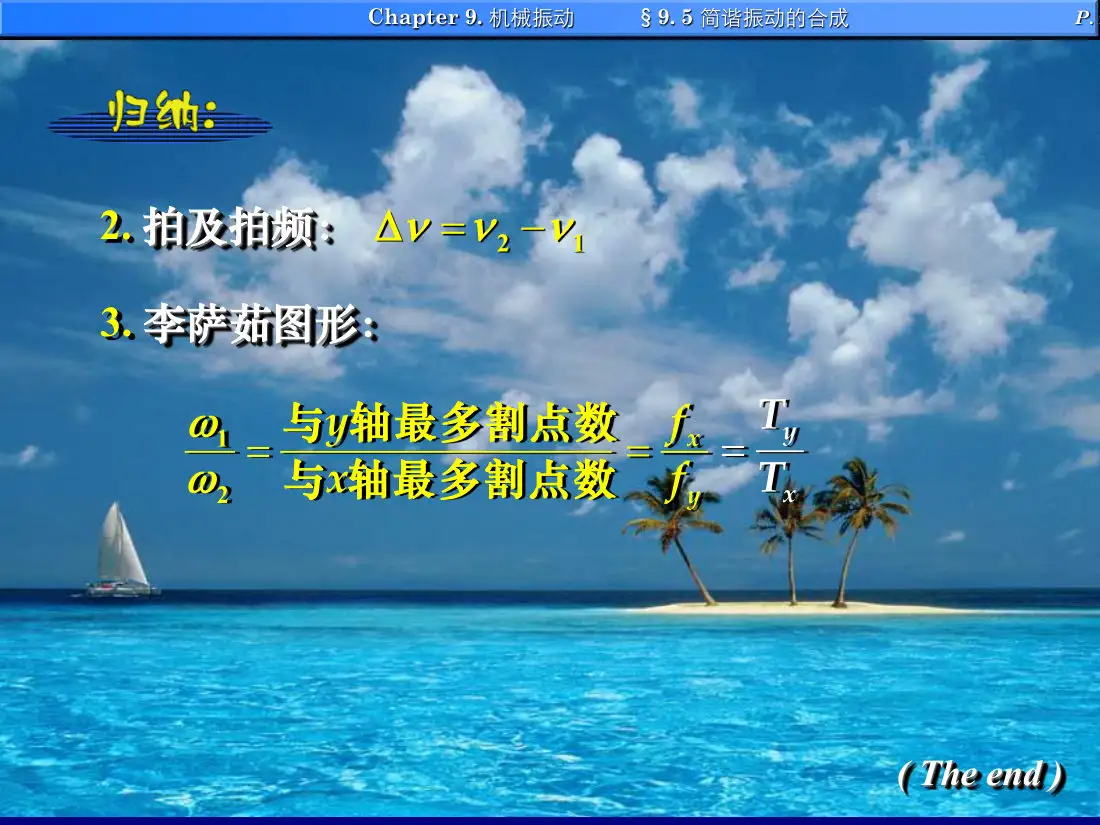 Chapter 9. 机械振动 §9.5 简谐振动的合成 P.
归纳：
2. 拍及拍频： Δν = ν₂ − ν₁
3. 李萨茹图形：
ω₁/ω₂ = 与y轴最多割点数/与x轴最多割点数 = fₓ/f_y = T_y/Tₓ
( The end )